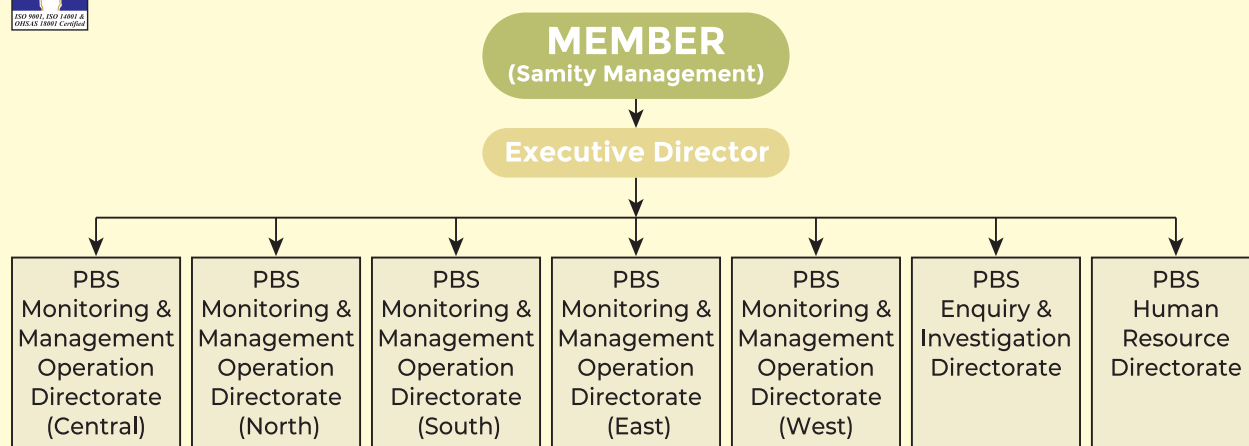 ISO 9001, ISO 14001 &
OHSAS 18001 Certified
MEMBER
(Samity Management)
Executive Director
PBS
Monitoring &
Management
Operation
Directorate
(Central)
PBS
Monitoring &
Management
Operation
Directorate
(North)
PBS
Monitoring &
Management
Operation
Directorate
(South)
PBS
Monitoring &
Management
Operation
Directorate
(East)
PBS
Monitoring &
Management
Operation
Directorate
(West)
PBS
Enquiry &
Investigation
Directorate
PBS
Human
Resource
Directorate